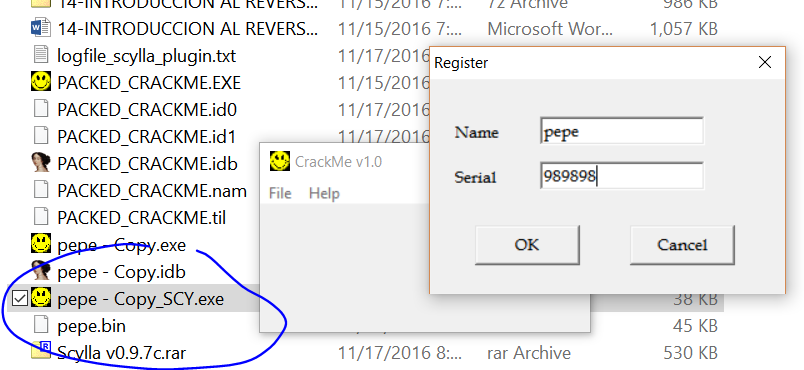 14-INTRODUCCION AL REVERS... 11/15/2016 7:... 7z Archive 986 KB
14-INTRODUCCION AL REVERS... 11/15/2016 7:... Microsoft Wor... 1,057 KB
logfile_scylla_plugin.txt 11/17/2016
PACKED_CRACKME.EXE 11/15/2016
PACKED_CRACKME.id0 11/17/2016
PACKED_CRACKME.id1 11/17/2016
PACKED_CRACKME.idb
PACKED_CRACKME.nam
PACKED_CRACKME.til
pepe - Copy.exe
pepe - Copy.idb
pepe - Copy_SCY.exe 38 KB
pepe.bin 45 KB
Scylla v0.9.7c.rar 11/17/2016 8:... rar Archive 530 KB
CrackMe v1.0
File Help
Register
Name pepe
Serial 989898
OK Cancel